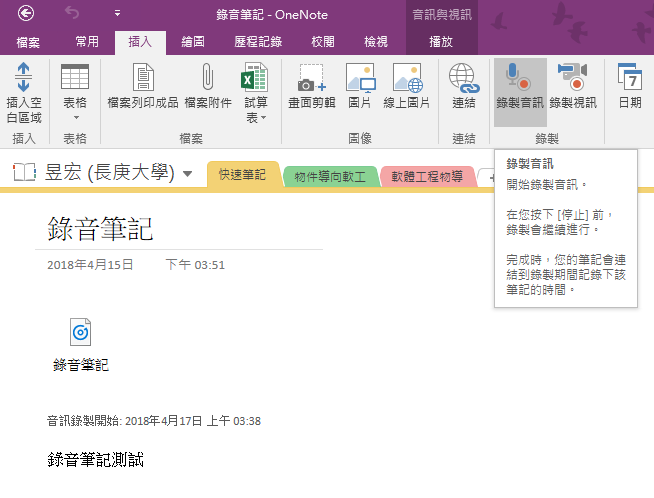 錄音筆記 - OneNote
音訊與視訊
檔案 常用 插入 繪圖 歷程記錄 校閱 檢視 播放
插入空白區域
表格
檔案列印成品
檔案附件
試算表
畫面剪輯
圖片
線上圖片
連結
錄製音訊
錄製視訊
7
日期
插入 表格 檔案 圖像 連結 錄製
昱宏 (長庚大學)
快速筆記
物件導向軟工
軟體工程物導
+
錄製音訊
開始錄製音訊。
在您按下 [停止] 前，
錄製會繼續進行。
完成時，您的筆記會連
結到錄製期間記錄下該
筆記的時間。
錄音筆記
2018年4月15日 下午 03:51
錄音筆記
音訊錄製開始: 2018年4月17日 上午 03:38
錄音筆記測試